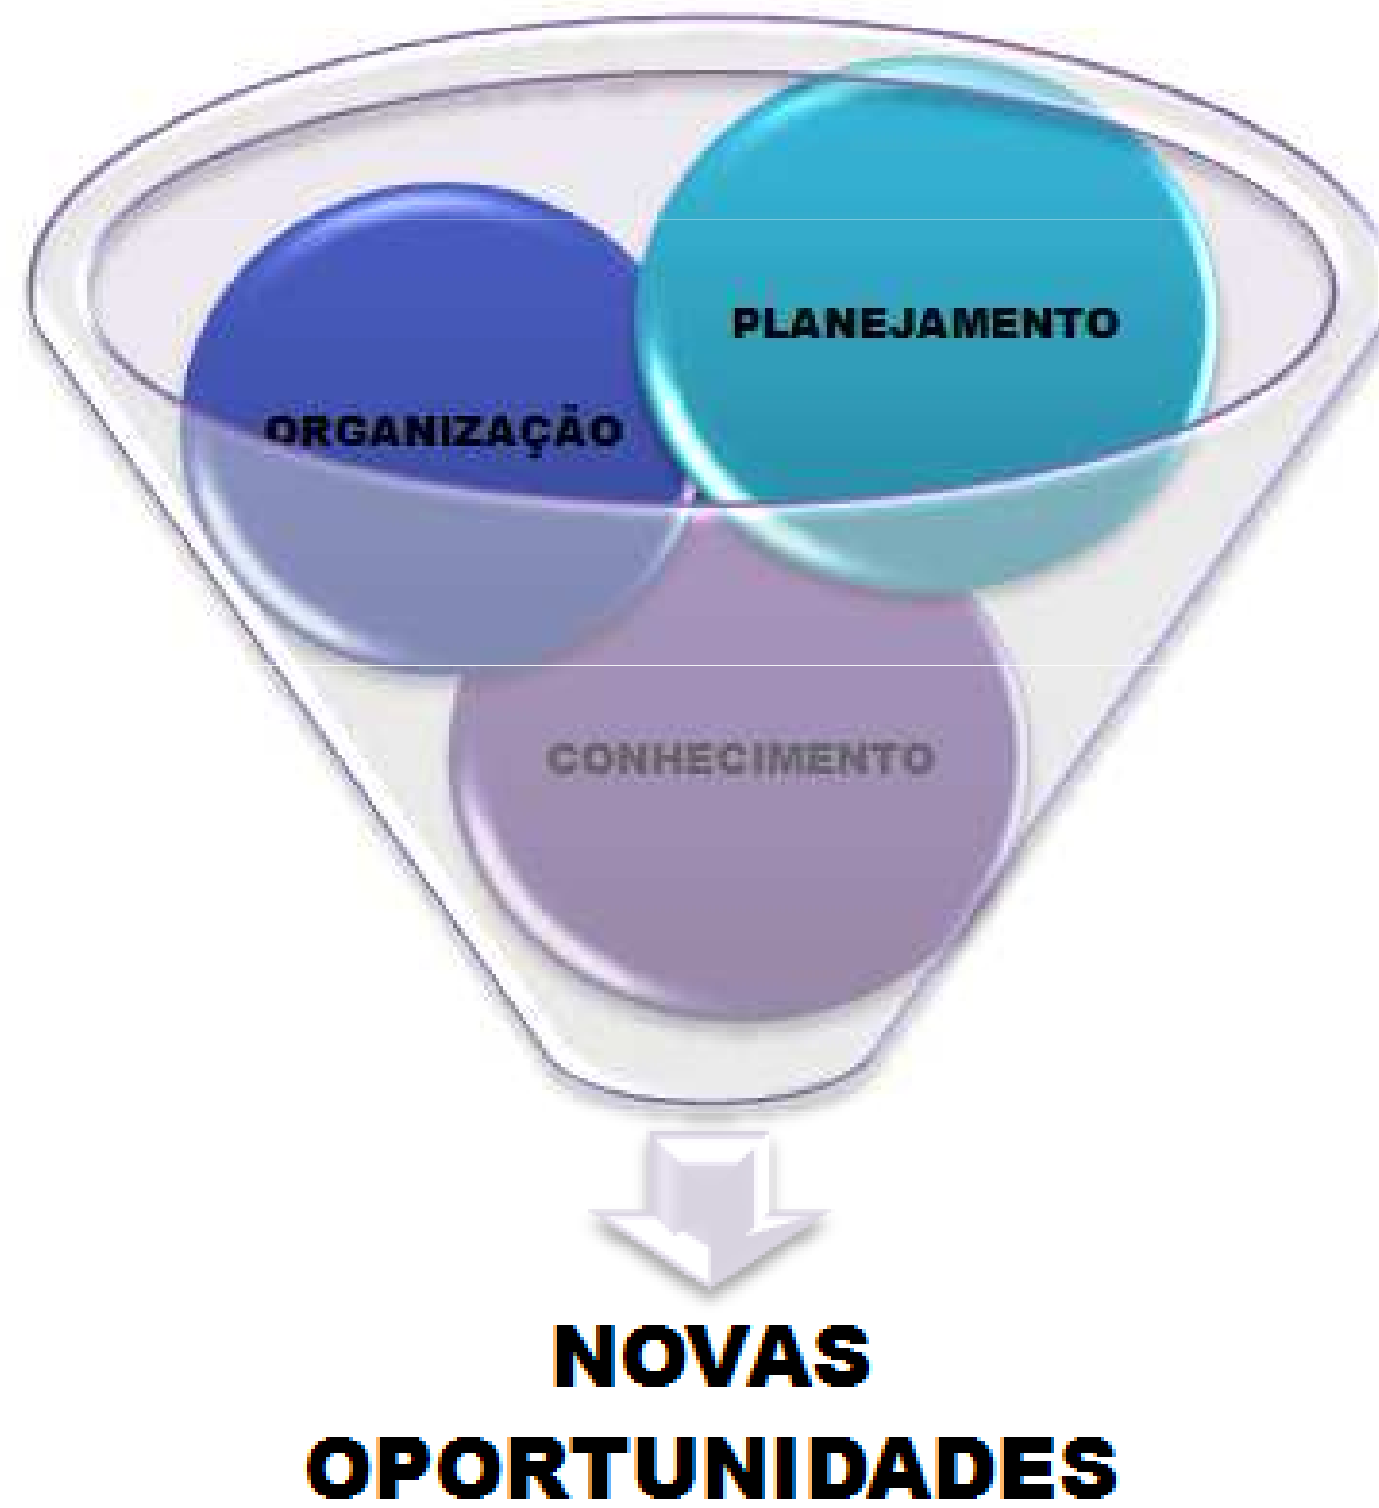 PLANEJAMENTO
ORGANIZAÇÃO
CONHECIMENTO
NOVAS
OPORTUNIDADES